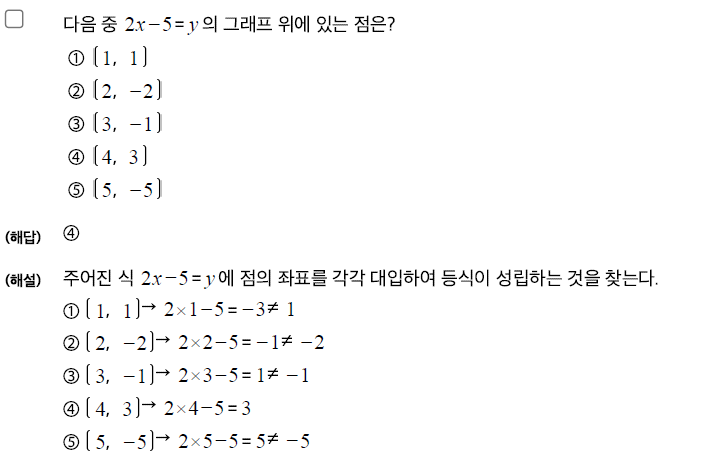 다음 중 2x−5=y의 그래프 위에 있는 점은?
① (1, 1)
② (2, −2)
③ (3, −1)
④ (4, 3)
⑤ (5, −5)
(해답) ④
(해설) 주어진 식 2x−5=y에 점의 좌표를 각각 대입하여 등식이 성립하는 것을 찾는다.
① (1, 1)→ 2×1−5=−3≠ 1
② (2, −2)→ 2×2−5=−1≠ −2
③ (3, −1)→ 2×3−5=1≠ −1
④ (4, 3)→ 2×4−5=3
⑤ (5, −5)→ 2×5−5=5≠ −5